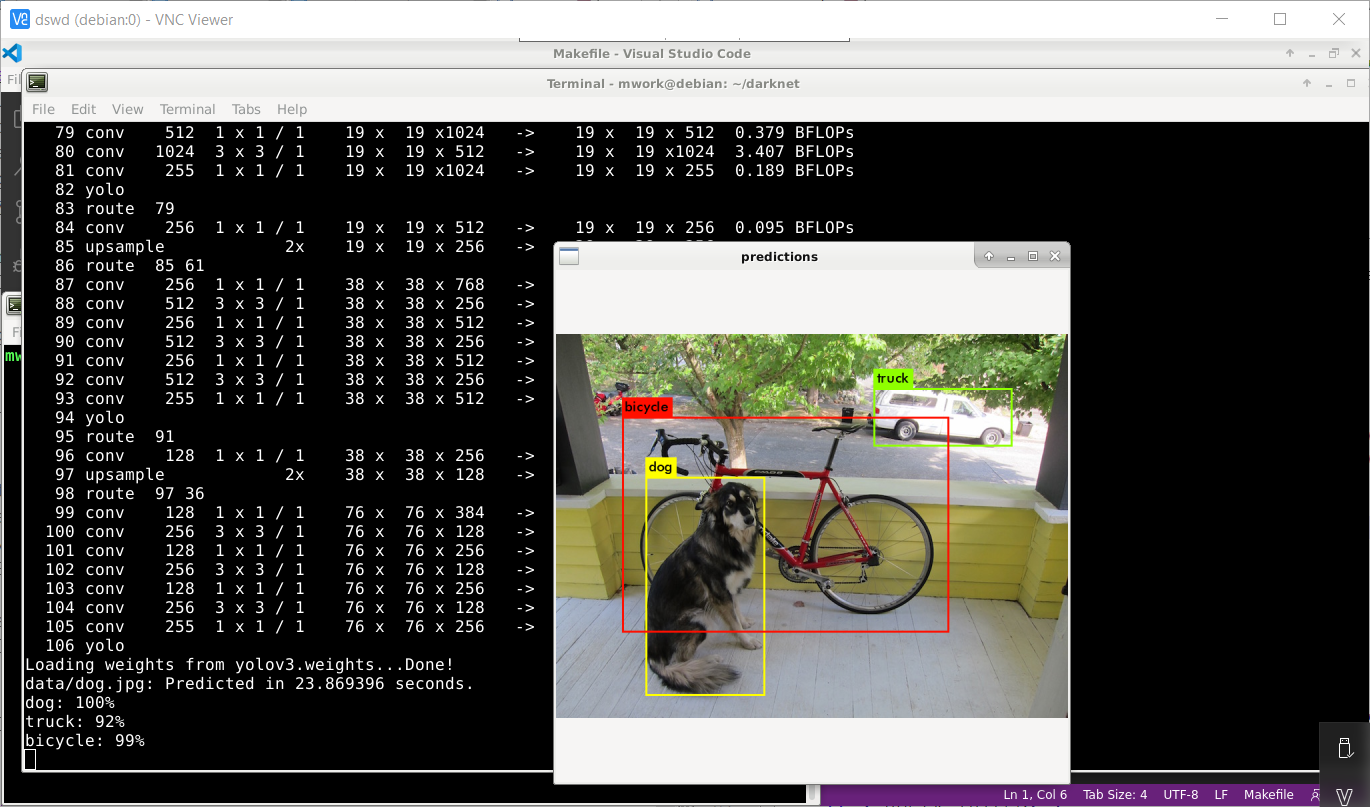 dswd (debian:0) - VNC Viewer
Makefile - Visual Studio Code
Fil
Terminal - mwork@debian: ~/darknet
File Edit View Terminal Tabs Help
79 conv 512 1 x 1 / 1 19 x 19 x1024 -> 19 x 19 x 512 0.379 BFLOPs
80 conv 1024 3 x 3 / 1 19 x 19 x 512 -> 19 x 19 x1024 3.407 BFLOPs
81 conv 255 1 x 1 / 1 19 x 19 x1024 -> 19 x 19 x 255 0.189 BFLOPs
82 yolo
83 route 79
84 conv 256 1 x 1 / 1 19 x 19 x 512 -> 19 x 19 x 256 0.095 BFLOPs
85 upsample 2x 19 x 19 x 256 ->
86 route 85 61
87 conv 256 1 x 1 / 1 38 x 38 x 768 ->
88 conv 512 3 x 3 / 1 38 x 38 x 256 ->
89 conv 256 1 x 1 / 1 38 x 38 x 512 ->
90 conv 512 3 x 3 / 1 38 x 38 x 256 ->
91 conv 256 1 x 1 / 1 38 x 38 x 512 ->
92 conv 512 3 x 3 / 1 38 x 38 x 256 ->
93 conv 255 1 x 1 / 1 38 x 38 x 512 ->
94 yolo
95 route 91
96 conv 128 1 x 1 / 1 38 x 38 x 256 ->
97 upsample 2x 38 x 38 x 128 ->
98 route 97 36
99 conv 128 1 x 1 / 1 76 x 76 x 384 ->
100 conv 256 3 x 3 / 1 76 x 76 x 128 ->
101 conv 128 1 x 1 / 1 76 x 76 x 256 ->
102 conv 256 3 x 3 / 1 76 x 76 x 128 ->
103 conv 128 1 x 1 / 1 76 x 76 x 256 ->
104 conv 256 3 x 3 / 1 76 x 76 x 128 ->
105 conv 255 1 x 1 / 1 76 x 76 x 256 ->
106 yolo
Loading weights from yolov3.weights...Done!
data/dog.jpg: Predicted in 23.869396 seconds.
dog: 100%
truck: 92%
bicycle: 99%
mw
predictions
truck
bicycle
dog
Ln 1, Col 6 Tab Size: 4 UTF-8 LF Makefile